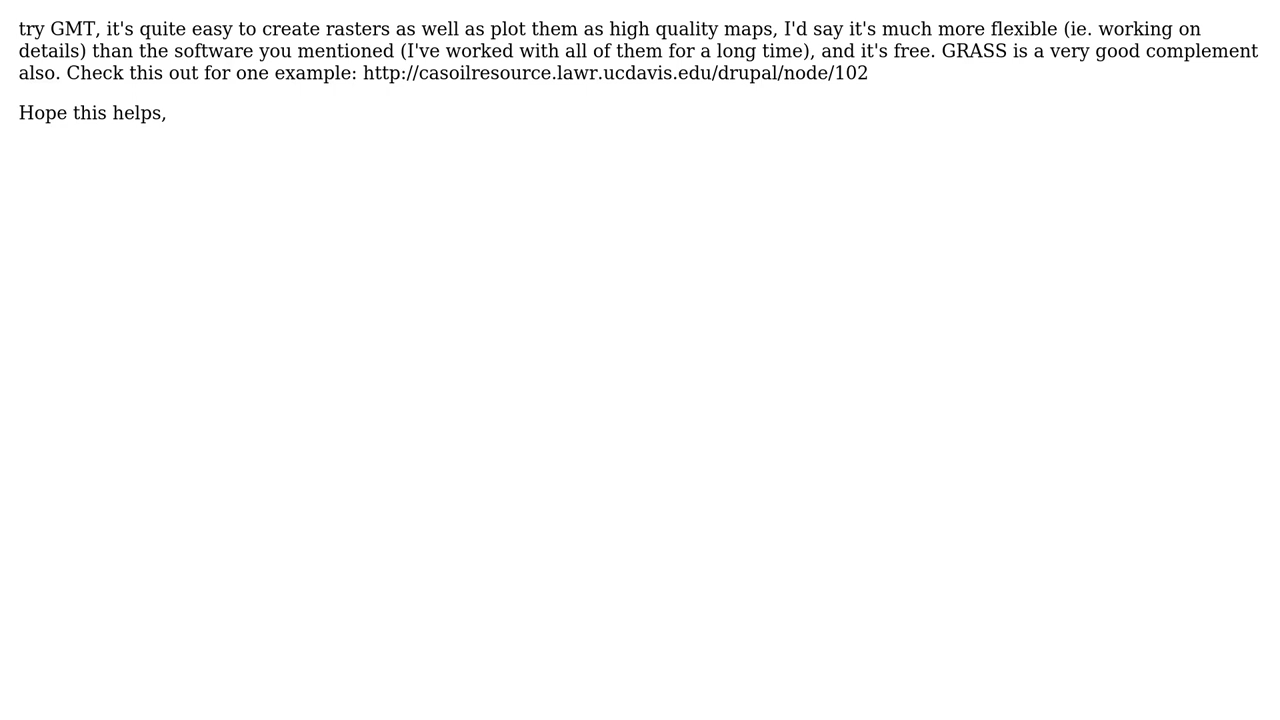 try GMT, it's quite easy to create rasters as well as plot them as high quality maps, I'd say it's much more flexible (ie. working on
details) than the software you mentioned (I've worked with all of them for a long time), and it's free. GRASS is a very good complement
also. Check this out for one example: http://casoilresource.lawr.ucdavis.edu/drupal/node/102
Hope this helps,